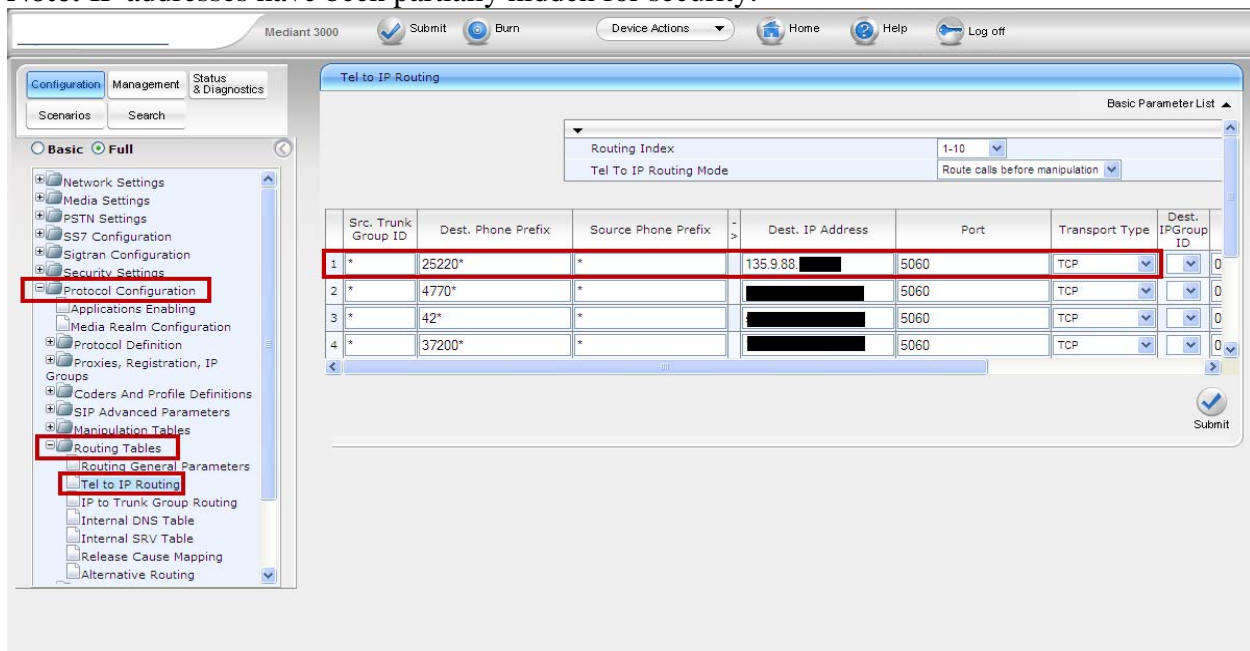 Note: IP addresses have been partially hidden for security.
Mediant 3000 Submit Burn Device Actions Home Help Log off
Configuration Management Status & Diagnostics
Scenarios Search
Basic Full
Network Settings
Media Settings
PSTN Settings
SS7 Configuration
Sigtran Configuration
Security Settings
Protocol Configuration
Applications Enabling
Media Realm Configuration
Protocol Definition
Proxies, Registration, IP
Groups
Coders And Profile Definitions
SIP Advanced Parameters
Manipulation Tables
Routing Tables
Routing General Parameters
Tel to IP Routing
IP to Trunk Group Routing
Internal DNS Table
Internal SRV Table
Release Cause Mapping
Alternative Routing
Tel to IP Routing
Basic Parameter List
Routing Index 1-10
Tel To IP Routing Mode Route calls before manipulation
Src. Trunk Group ID Dest. Phone Prefix Source Phone Prefix -> Dest. IP Address Port Transport Type Dest. IPGroup ID
1 * 25220* * 135.9.88. 5060 TCP 0
2 * 4770* * 5060 TCP 0
3 * 42* * 5060 TCP 0
4 * 37200* * 5060 TCP 0
Submit